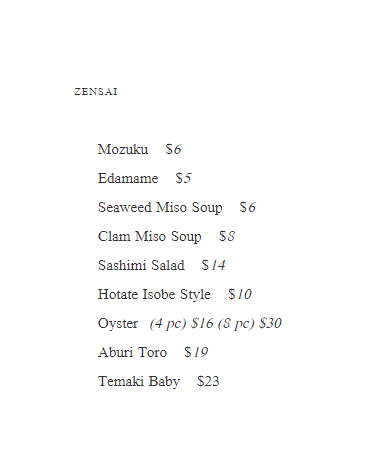 ZENSAI
Mozuku $6
Edamame $5
Seaweed Miso Soup $6
Clam Miso Soup $8
Sashimi Salad $14
Hotate Isobe Style $10
Oyster (4 pc) $16 (8 pc) $30
Aburi Toro $19
Temaki Baby $23